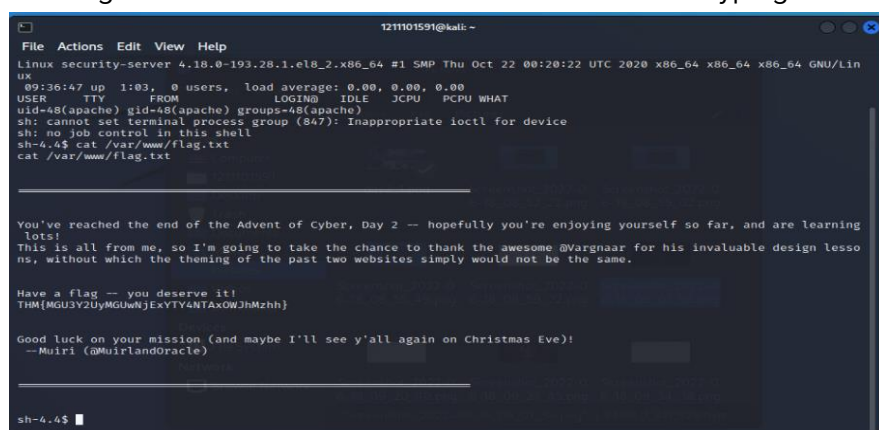 1211101591@kali: ~
File Actions Edit View Help
Linux security-server 4.18.0-193.28.1.el8_2.x86_64 #1 SMP Thu Oct 22 00:20:22 UTC 2020 x86_64 x86_64 x86_64 GNU/Lin
ux
09:36:47 up 1:03, 0 users, load average: 0.00, 0.00, 0.00
USER TTY FROM LOGIN@ IDLE JCPU PCPU WHAT
uid=48(apache) gid=48(apache) groups=48(apache)
sh: cannot set terminal process group (847): Inappropriate ioctl for device
sh: no job control in this shell
sh-4.4$ cat /var/www/flag.txt
cat /var/www/flag.txt
You've reached the end of the Advent of Cyber, Day 2 -- hopefully you're enjoying yourself so far, and are learning
lots!
This is all from me, so I'm going to take the chance to thank the awesome @Vargnaar for his invaluable design lesso
ns, without which the theming of the past two websites simply would not be the same.
Have a flag -- you deserve it!
THM{MGU3Y2UyMGUwNjExYTY4NTAxOWJhMzhh}
Good luck on your mission (and maybe I'll see y'all again on Christmas Eve)!
--Muiri (@MuirlandOracle)
sh-4.4$